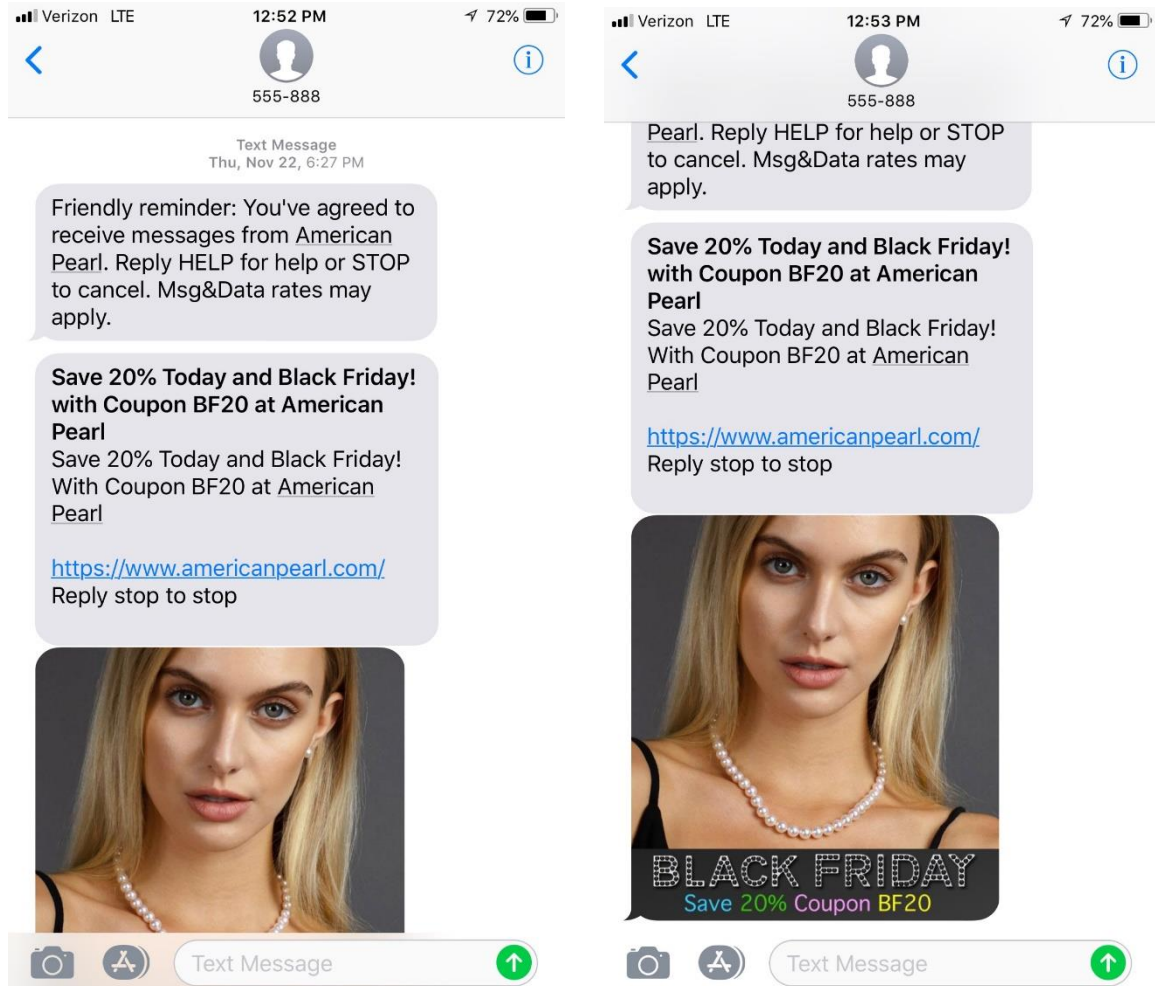 Verizon LTE 12:52 PM 72%
555-888
Text Message
Thu, Nov 22, 6:27 PM
Friendly reminder: You've agreed to
receive messages from American
Pearl. Reply HELP for help or STOP
to cancel. Msg&Data rates may
apply.
Save 20% Today and Black Friday!
with Coupon BF20 at American
Pearl
Save 20% Today and Black Friday!
With Coupon BF20 at American
Pearl
https://www.americanpearl.com/
Reply stop to stop
Text Message
Verizon LTE 12:53 PM 72%
555-888
Pearl. Reply HELP for help or STOP
to cancel. Msg&Data rates may
apply.
Save 20% Today and Black Friday!
with Coupon BF20 at American
Pearl
Save 20% Today and Black Friday!
With Coupon BF20 at American
Pearl
https://www.americanpearl.com/
Reply stop to stop
BLACK FRIDAY
Save 20% Coupon BF20
Text Message